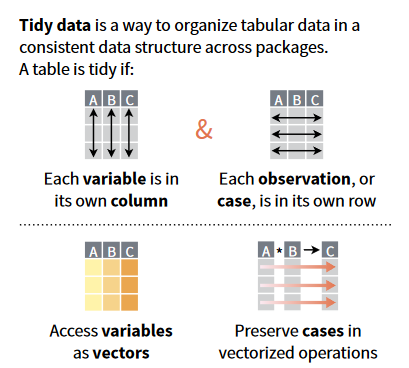 Tidy data is a way to organize tabular data in a
consistent data structure across packages.
A table is tidy if:
A B C
A B C
&
Each variable is in
its own column
Each observation, or
case, is in its own row
A B C
A * B → C
Access variables
as vectors
Preserve cases in
vectorized operations